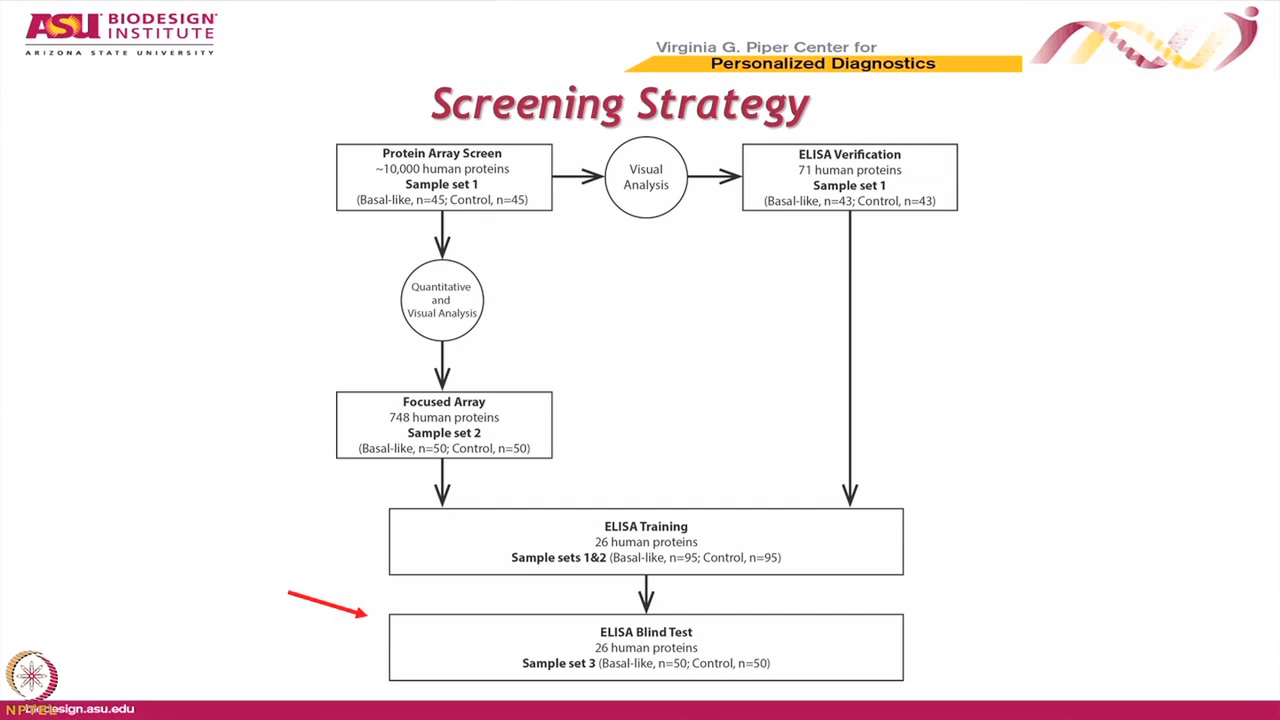 ASU BIODESIGN INSTITUTE
ARIZONA STATE UNIVERSITY
Virginia G. Piper Center for
Personalized Diagnostics
Screening Strategy
Protein Array Screen
~10,000 human proteins
Sample set 1
(Basal-like, n=45; Control, n=45)
Visual
Analysis
ELISA Verification
71 human proteins
Sample set 1
(Basal-like, n=43; Control, n=43)
Quantitative
and
Visual Analysis
Focused Array
748 human proteins
Sample set 2
(Basal-like, n=50; Control, n=50)
ELISA Training
26 human proteins
Sample sets 1&2 (Basal-like, n=95; Control, n=95)
ELISA Blind Test
26 human proteins
Sample set 3 (Basal-like, n=50; Control, n=50)
NPTEL
biodesign.asu.edu